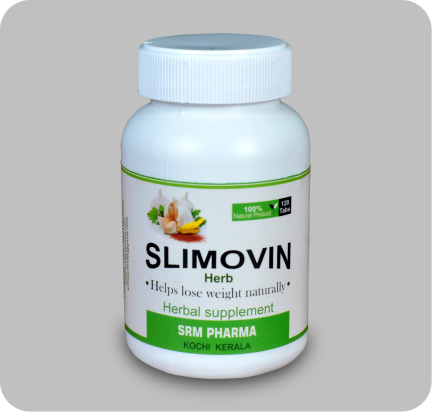 100%
Natural Product
120
Tabs
SLIMOVIN
Herb
•Helps lose weight naturally•
Herbal supplement
SRM PHARMA
KOCHI KERALA